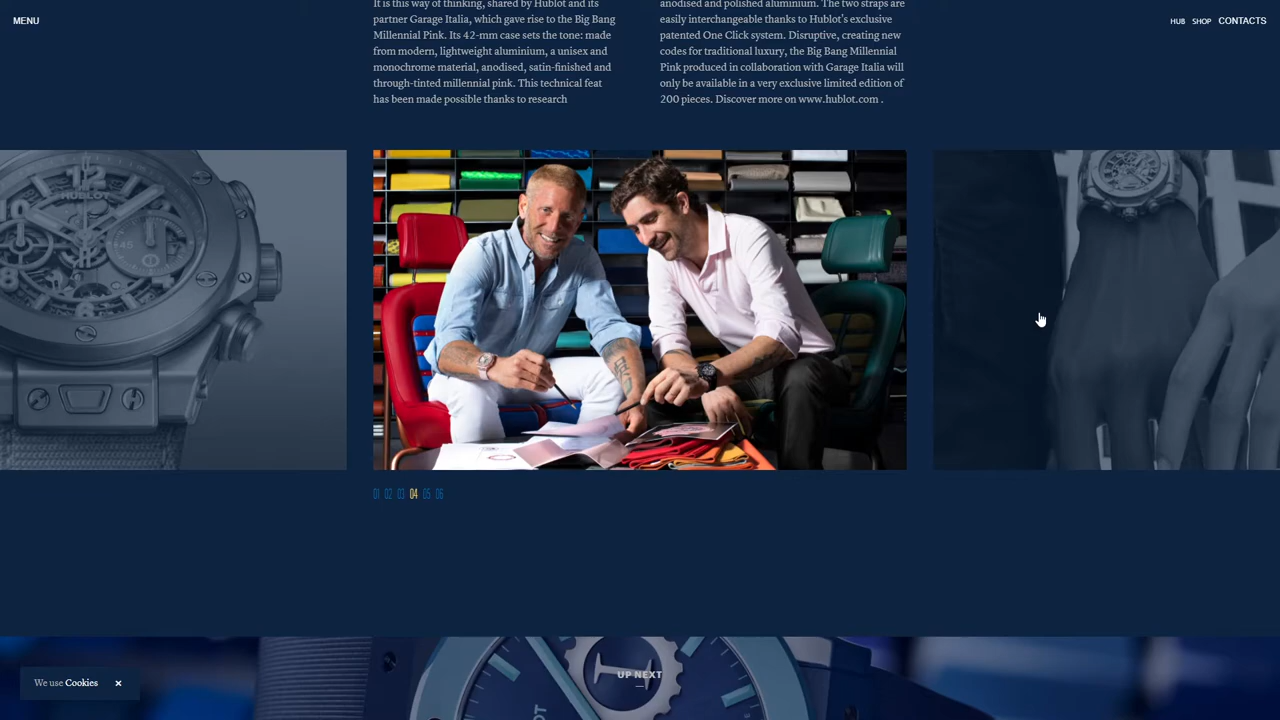 MENU
HUB SHOP CONTACTS
It is this way of thinking, shared by Hublot and its
partner Garage Italia, which gave rise to the Big Bang
Millennial Pink. Its 42-mm case sets the tone: made
from modern, lightweight aluminium, a unisex and
monochrome material, anodised, satin-finished and
through-tinted millennial pink. This technical feat
has been made possible thanks to research
anodised and polished aluminium. The two straps are
easily interchangeable thanks to Hublot's exclusive
patented One Click system. Disruptive, creating new
codes for traditional luxury, the Big Bang Millennial
Pink produced in collaboration with Garage Italia will
only be available in a very exclusive limited edition of
200 pieces. Discover more on www.hublot.com .
12
HUBLOT
45
8
6
01 02 03 04 05 06
UP NEXT
We use Cookies ×